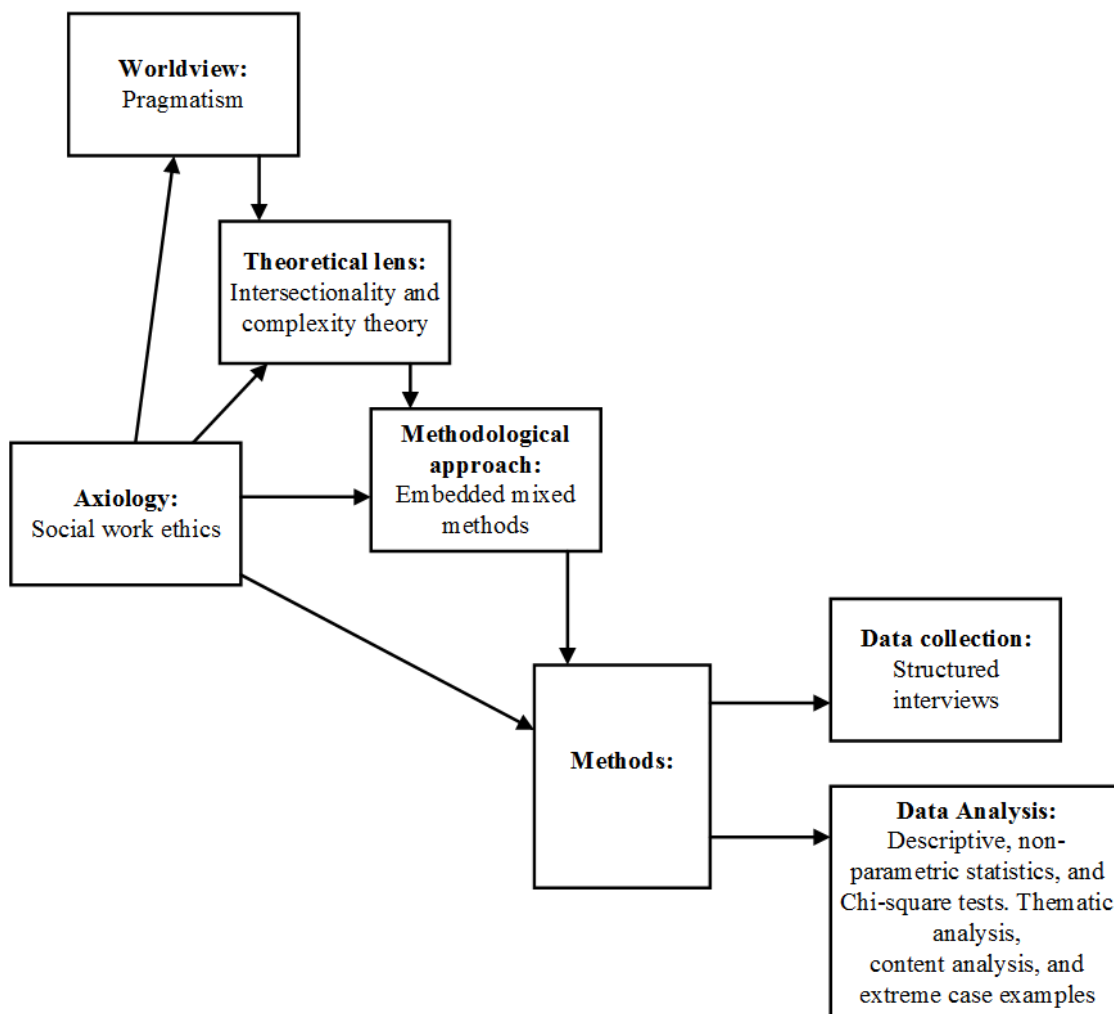 Worldview:
Pragmatism
Theoretical lens:
Intersectionality and
complexity theory
Methodological
approach:
Embedded mixed
methods
Axiology:
Social work ethics
Methods:
Data collection:
Structured
interviews
Data Analysis:
Descriptive, non-
parametric statistics, and
Chi-square tests. Thematic
analysis,
content analysis, and
extreme case examples